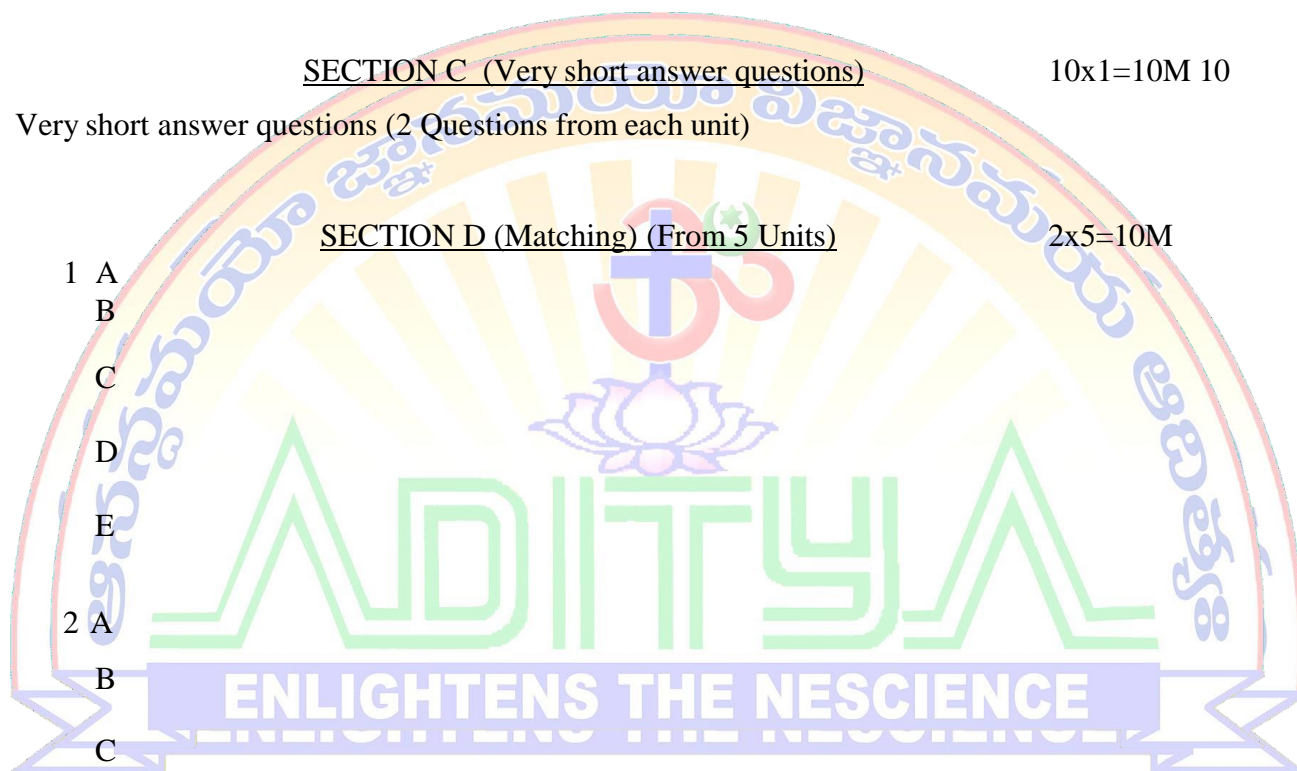 SECTION C (Very short answer questions) 10x1=10M 10
Very short answer questions (2 Questions from each unit)
SECTION D (Matching) (From 5 Units) 2x5=10M
1 A
B
C
D
E
2 A
B
C
ADITYA
ENLIGHTENS THE NESCIENCE